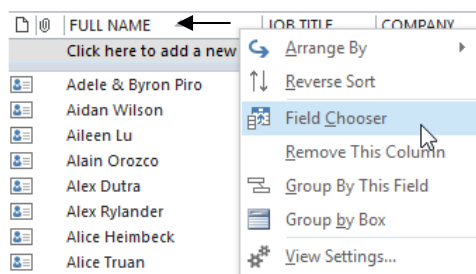 FULL NAME JOB TITLE COMPANY
Click here to add a new
Adele & Byron Piro
Aidan Wilson
Aileen Lu
Alain Orozco
Alex Dutra
Alex Rylander
Alice Heimbeck
Alice Truan
Arrange By
Reverse Sort
Field Chooser
Remove This Column
Group By This Field
Group by Box
View Settings...